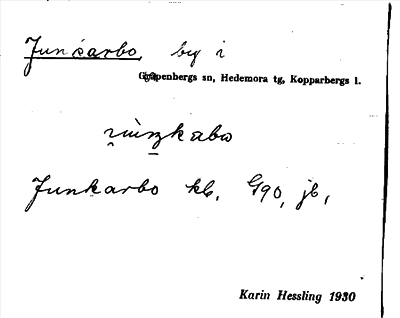 Junkarbo, by i
Garpenbergs sn, Hedemora tg, Kopparbergs l.
Junkarbo kb, G90, jb,
Karin Hessling 1930